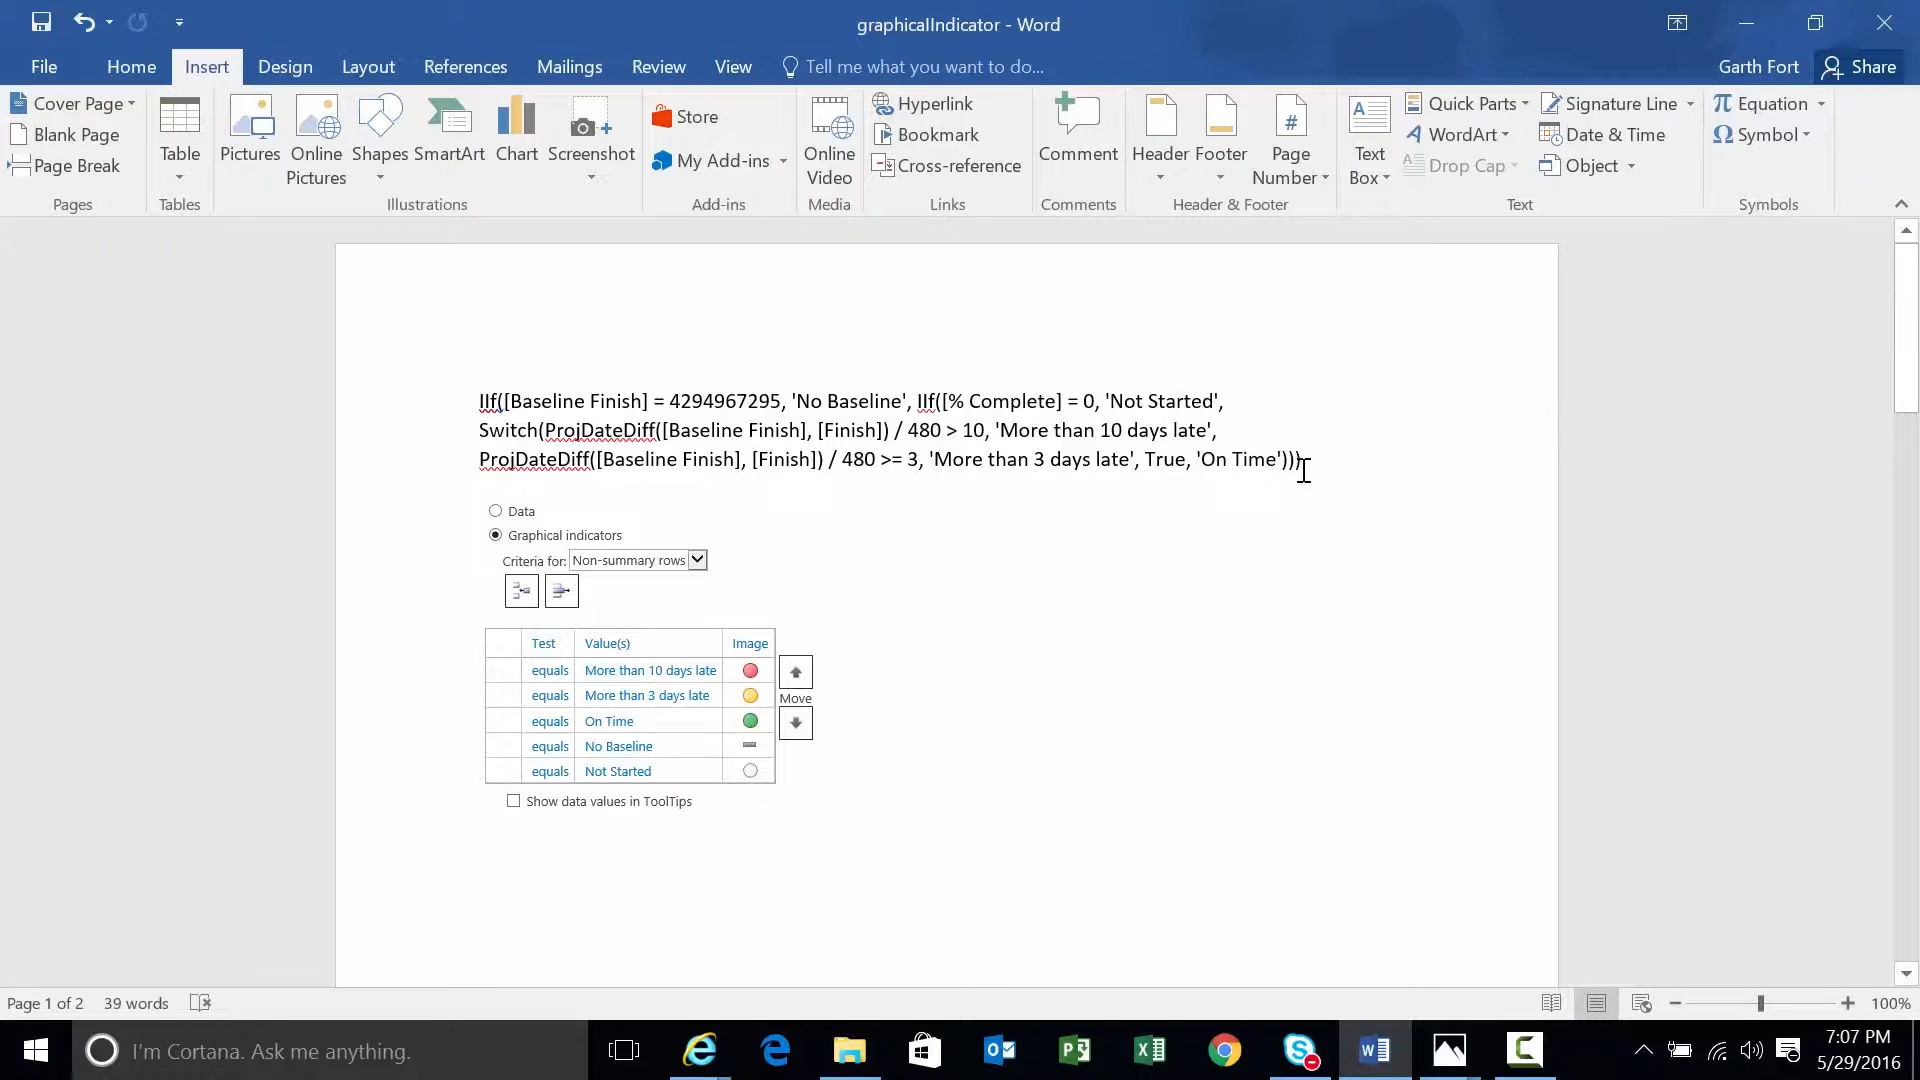 graphicalIndicator - Word
File Home Insert Design Layout References Mailings Review View Tell me what you want to do... Garth Fort Share
Cover Page
Blank Page
Page Break
Pages
Table
Tables
Pictures
Online Pictures
Shapes
SmartArt
Chart
Screenshot
Illustrations
Store
My Add-ins
Add-ins
Online Video
Media
Hyperlink
Bookmark
Cross-reference
Links
Comment
Comments
Header
Footer
Page Number
Header & Footer
Text Box
Quick Parts
WordArt
Drop Cap
Signature Line
Date & Time
Object
Text
Equation
Symbol
Symbols
IIf([Baseline Finish] = 4294967295, 'No Baseline', IIf([% Complete] = 0, 'Not Started',
Switch(ProjDateDiff([Baseline Finish], [Finish]) / 480 > 10, 'More than 10 days late',
ProjDateDiff([Baseline Finish], [Finish]) / 480 >= 3, 'More than 3 days late', True, 'On Time')))
Data
Graphical indicators
Criteria for: Non-summary rows
Test Value(s) Image
equals More than 10 days late
equals More than 3 days late
Move
equals On Time
equals No Baseline
equals Not Started
Show data values in ToolTips
Page 1 of 2 39 words 100%
I'm Cortana. Ask me anything.
7:07 PM
5/29/2016